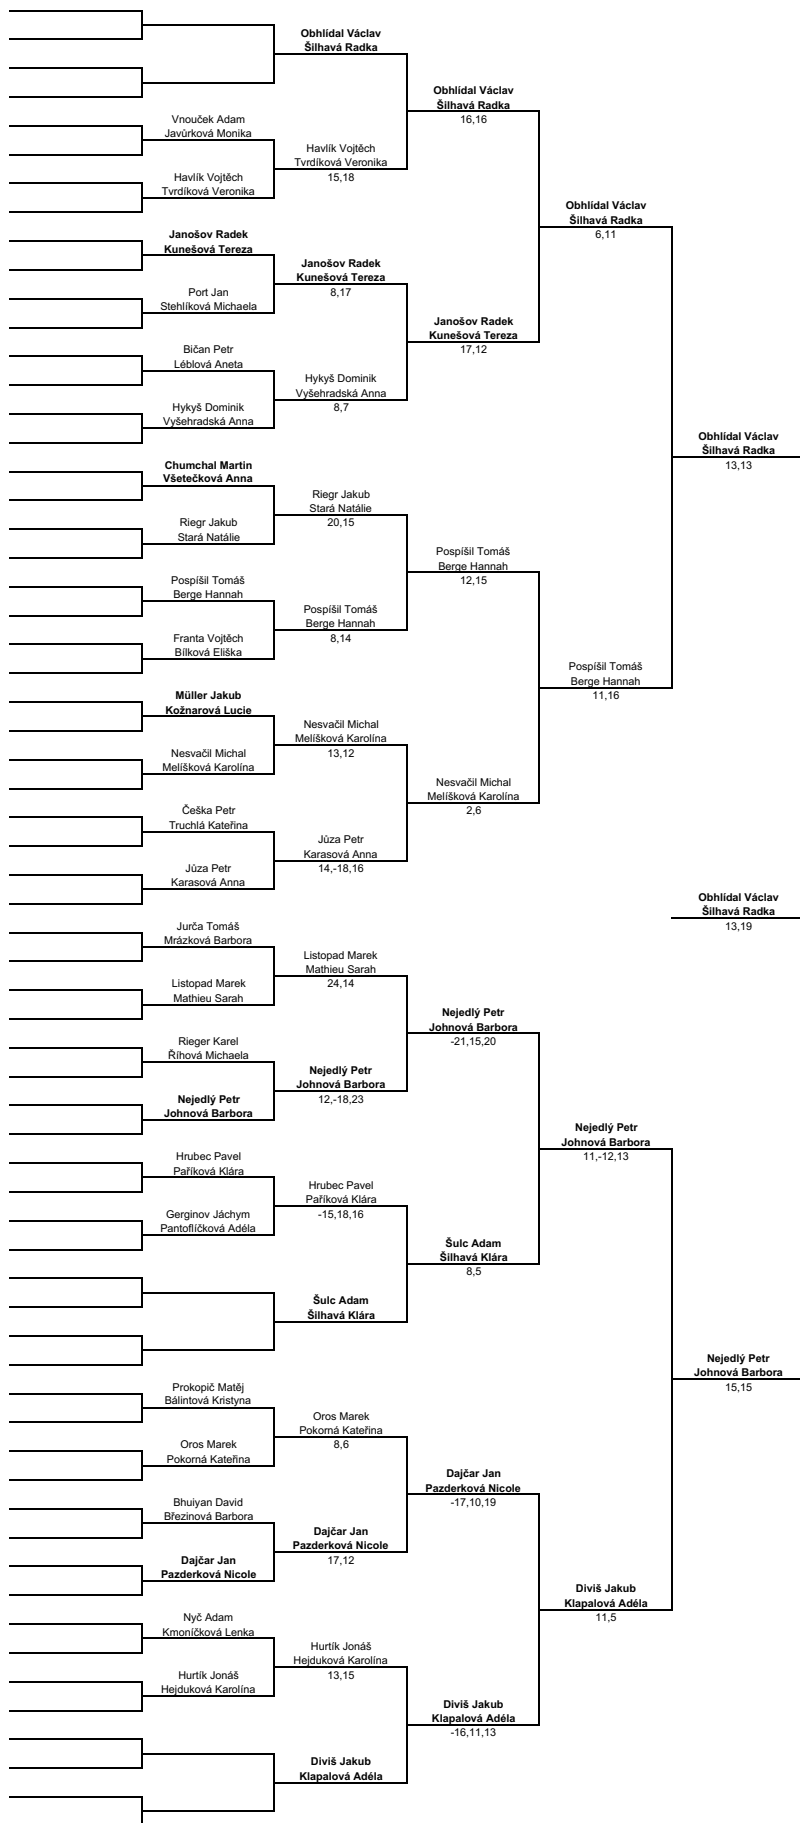 Obhlídal Václav
Šilhavá Radka
Obhlídal Václav
Šilhavá Radka
16,16
Vnouček Adam
Javůrková Monika
Havlík Vojtěch
Tvrdíková Veronika
15,18
Havlík Vojtěch
Tvrdíková Veronika
Obhlídal Václav
Šilhavá Radka
6,11
Janošov Radek
Kunešová Tereza
Janošov Radek
Kunešová Tereza
8,17
Port Jan
Stehlíková Michaela
Janošov Radek
Kunešová Tereza
17,12
Bičan Petr
Léblová Aneta
Hykyš Dominik
Vyšehradská Anna
8,7
Hykyš Dominik
Vyšehradská Anna
Obhlídal Václav
Šilhavá Radka
13,13
Chumchal Martin
Všetečková Anna
Riegr Jakub
Stará Natálie
20,15
Riegr Jakub
Stará Natálie
Pospíšil Tomáš
Berge Hannah
12,15
Pospíšil Tomáš
Berge Hannah
Pospíšil Tomáš
Berge Hannah
8,14
Franta Vojtěch
Bílková Eliška
Pospíšil Tomáš
Berge Hannah
11,16
Müller Jakub
Kožnarová Lucie
Nesvačil Michal
Melíšková Karolína
13,12
Nesvačil Michal
Melíšková Karolína
Nesvačil Michal
Melíšková Karolína
2,6
Češka Petr
Truchlá Kateřina
Jůza Petr
Karasová Anna
14,-18,16
Jůza Petr
Karasová Anna
Obhlídal Václav
Šilhavá Radka
13,19
Jurča Tomáš
Mrázková Barbora
Listopad Marek
Mathieu Sarah
24,14
Listopad Marek
Mathieu Sarah
Nejedlý Petr
Johnová Barbora
-21,15,20
Rieger Karel
Říhová Michaela
Nejedlý Petr
Johnová Barbora
12,-18,23
Nejedlý Petr
Johnová Barbora
Nejedlý Petr
Johnová Barbora
11,-12,13
Hrubec Pavel
Paříková Klára
Hrubec Pavel
Paříková Klára
-15,18,16
Gerginov Jáchym
Pantoflíčková Adéla
Šulc Adam
Šilhavá Klára
8,5
Šulc Adam
Šilhavá Klára
Nejedlý Petr
Johnová Barbora
15,15
Prokopič Matěj
Bálintová Kristyna
Oros Marek
Pokorná Kateřina
8,6
Oros Marek
Pokorná Kateřina
Dajčar Jan
Pazderková Nicole
-17,10,19
Bhuiyan David
Březinová Barbora
Dajčar Jan
Pazderková Nicole
17,12
Dajčar Jan
Pazderková Nicole
Diviš Jakub
Klapalová Adéla
11,5
Nyč Adam
Kmoníčková Lenka
Hurtík Jonáš
Hejduková Karolína
13,15
Hurtík Jonáš
Hejduková Karolína
Diviš Jakub
Klapalová Adéla
-16,11,13
Diviš Jakub
Klapalová Adéla